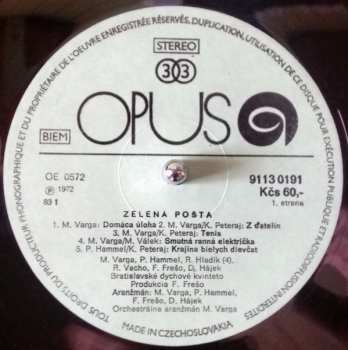 TOUS DROITS DU PRODUCTEUR PHONOGRAPHIQUE ET DU PROPRIÉTAIRE DE L'OEUVRE ENREGISTRÉE RÉSERVÉS, DUPLICATION, UTILISATION DE CE DISQUE POUR EXÉCUTION PUBLIQUE ET RADIODIFFUSION INTERDITES
STEREO
33
OPUS
BIEM
OE 0572
9113 0191
℗ 1972
Kčs 60,-
83 1
1. strana
ZELENÁ POŠTA
1. M. Varga: Domáca úloha 2. M. Varga/K. Peteraj: Z ďatelín
3. M. Varga/K. Peteraj: Tenis
4. M. Varga/M. Válek: Smutná ranná električka
5. P. Hammel/K. Peteraj: Krajina bielych dievčat
M. Varga, P. Hammel, R. Hladík (4),
R. Vacho, F. Frešo, D. Hájek
Bratislavské dychové kvinteto
Produkcia F. Frešo
Aranžmán: M. Varga, P. Hammel,
F. Frešo, D. Hájek
Orchestrálne aranžmán M. Varga
MADE IN CZECHOSLOVAKIA